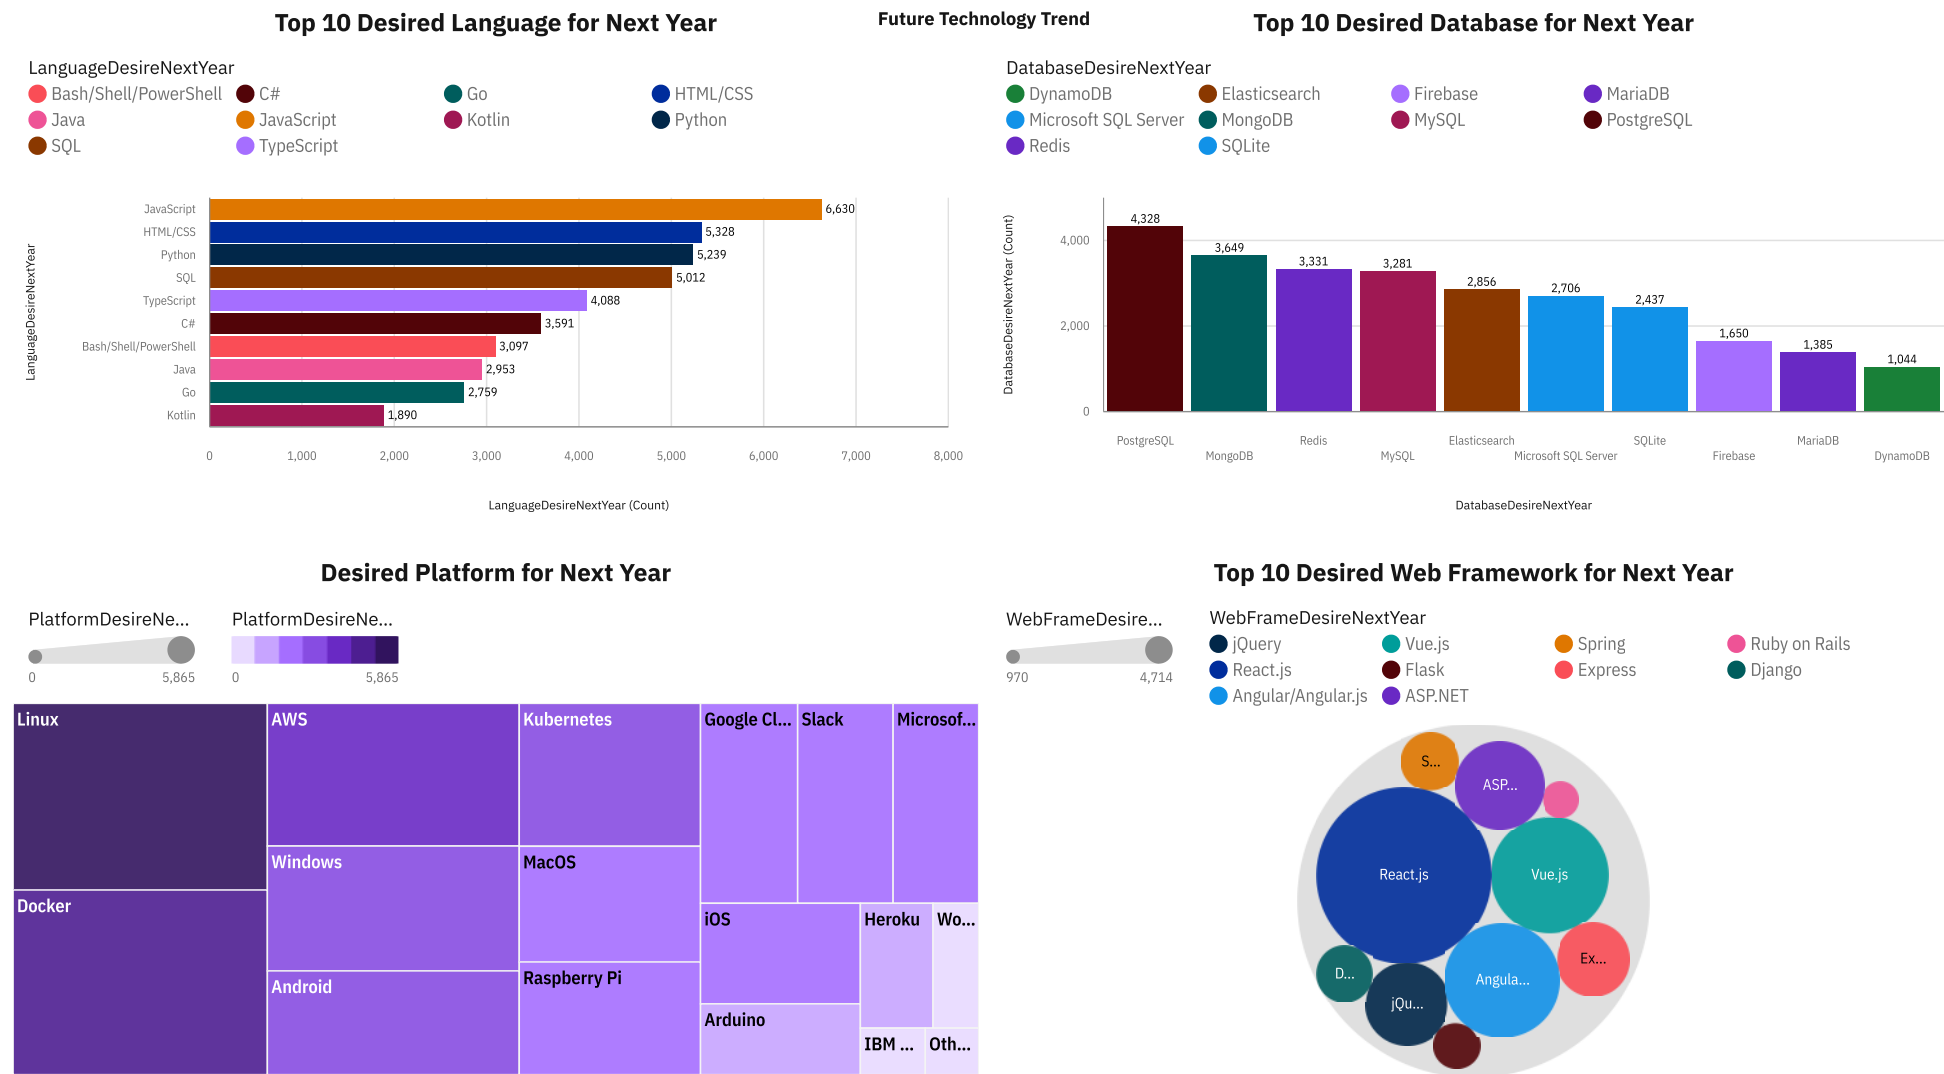 Future Technology Trend
Top 10 Desired Language for Next Year
LanguageDesireNextYear
Bash/Shell/PowerShell C# Go HTML/CSS
Java JavaScript Kotlin Python
SQL TypeScript
LanguageDesireNextYear
JavaScript 6,630
HTML/CSS 5,328
Python 5,239
SQL 5,012
TypeScript 4,088
C# 3,591
Bash/Shell/PowerShell 3,097
Java 2,953
Go 2,759
Kotlin 1,890
0 1,000 2,000 3,000 4,000 5,000 6,000 7,000 8,000
LanguageDesireNextYear (Count)
Top 10 Desired Database for Next Year
DatabaseDesireNextYear
DynamoDB Elasticsearch Firebase MariaDB
Microsoft SQL Server MongoDB MySQL PostgreSQL
Redis SQLite
DatabaseDesireNextYear (Count)
4,000
2,000
0
4,328 3,649 3,331 3,281 2,856 2,706 2,437 1,650 1,385 1,044
PostgreSQL Redis Elasticsearch SQLite MariaDB
MongoDB MySQL Microsoft SQL Server Firebase DynamoDB
DatabaseDesireNextYear
Desired Platform for Next Year
PlatformDesireNe... PlatformDesireNe...
0 5,865 0 5,865
Linux AWS Kubernetes Google Cl... Slack Microsof...
Windows MacOS
Docker iOS Heroku Wo...
Android Raspberry Pi
Arduino
IBM ... Oth...
Top 10 Desired Web Framework for Next Year
WebFrameDesire... WebFrameDesireNextYear
970 4,714
jQuery Vue.js Spring Ruby on Rails
React.js Flask Express Django
Angular/Angular.js ASP.NET
S...
ASP...
React.js Vue.js
Ex...
D... Angula...
jQu...